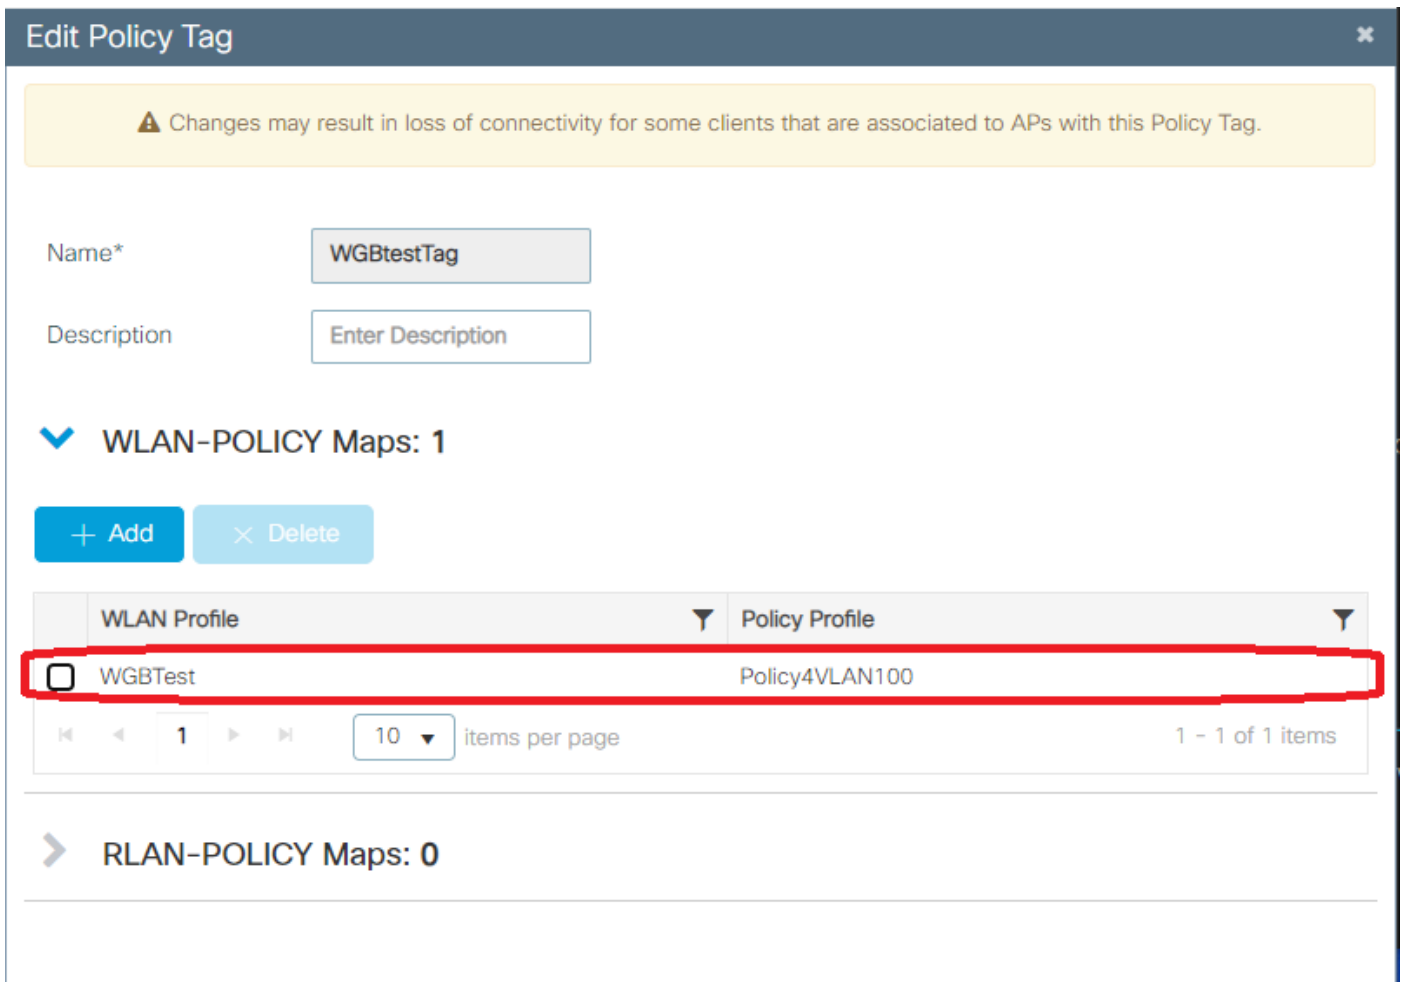 Edit Policy Tag
Changes may result in loss of connectivity for some clients that are associated to APs with this Policy Tag.
Name* WGBtestTag
Description Enter Description
WLAN-POLICY Maps: 1
+ Add × Delete
WLAN Profile Policy Profile
WGBTest Policy4VLAN100
1 10 items per page 1 - 1 of 1 items
RLAN-POLICY Maps: 0